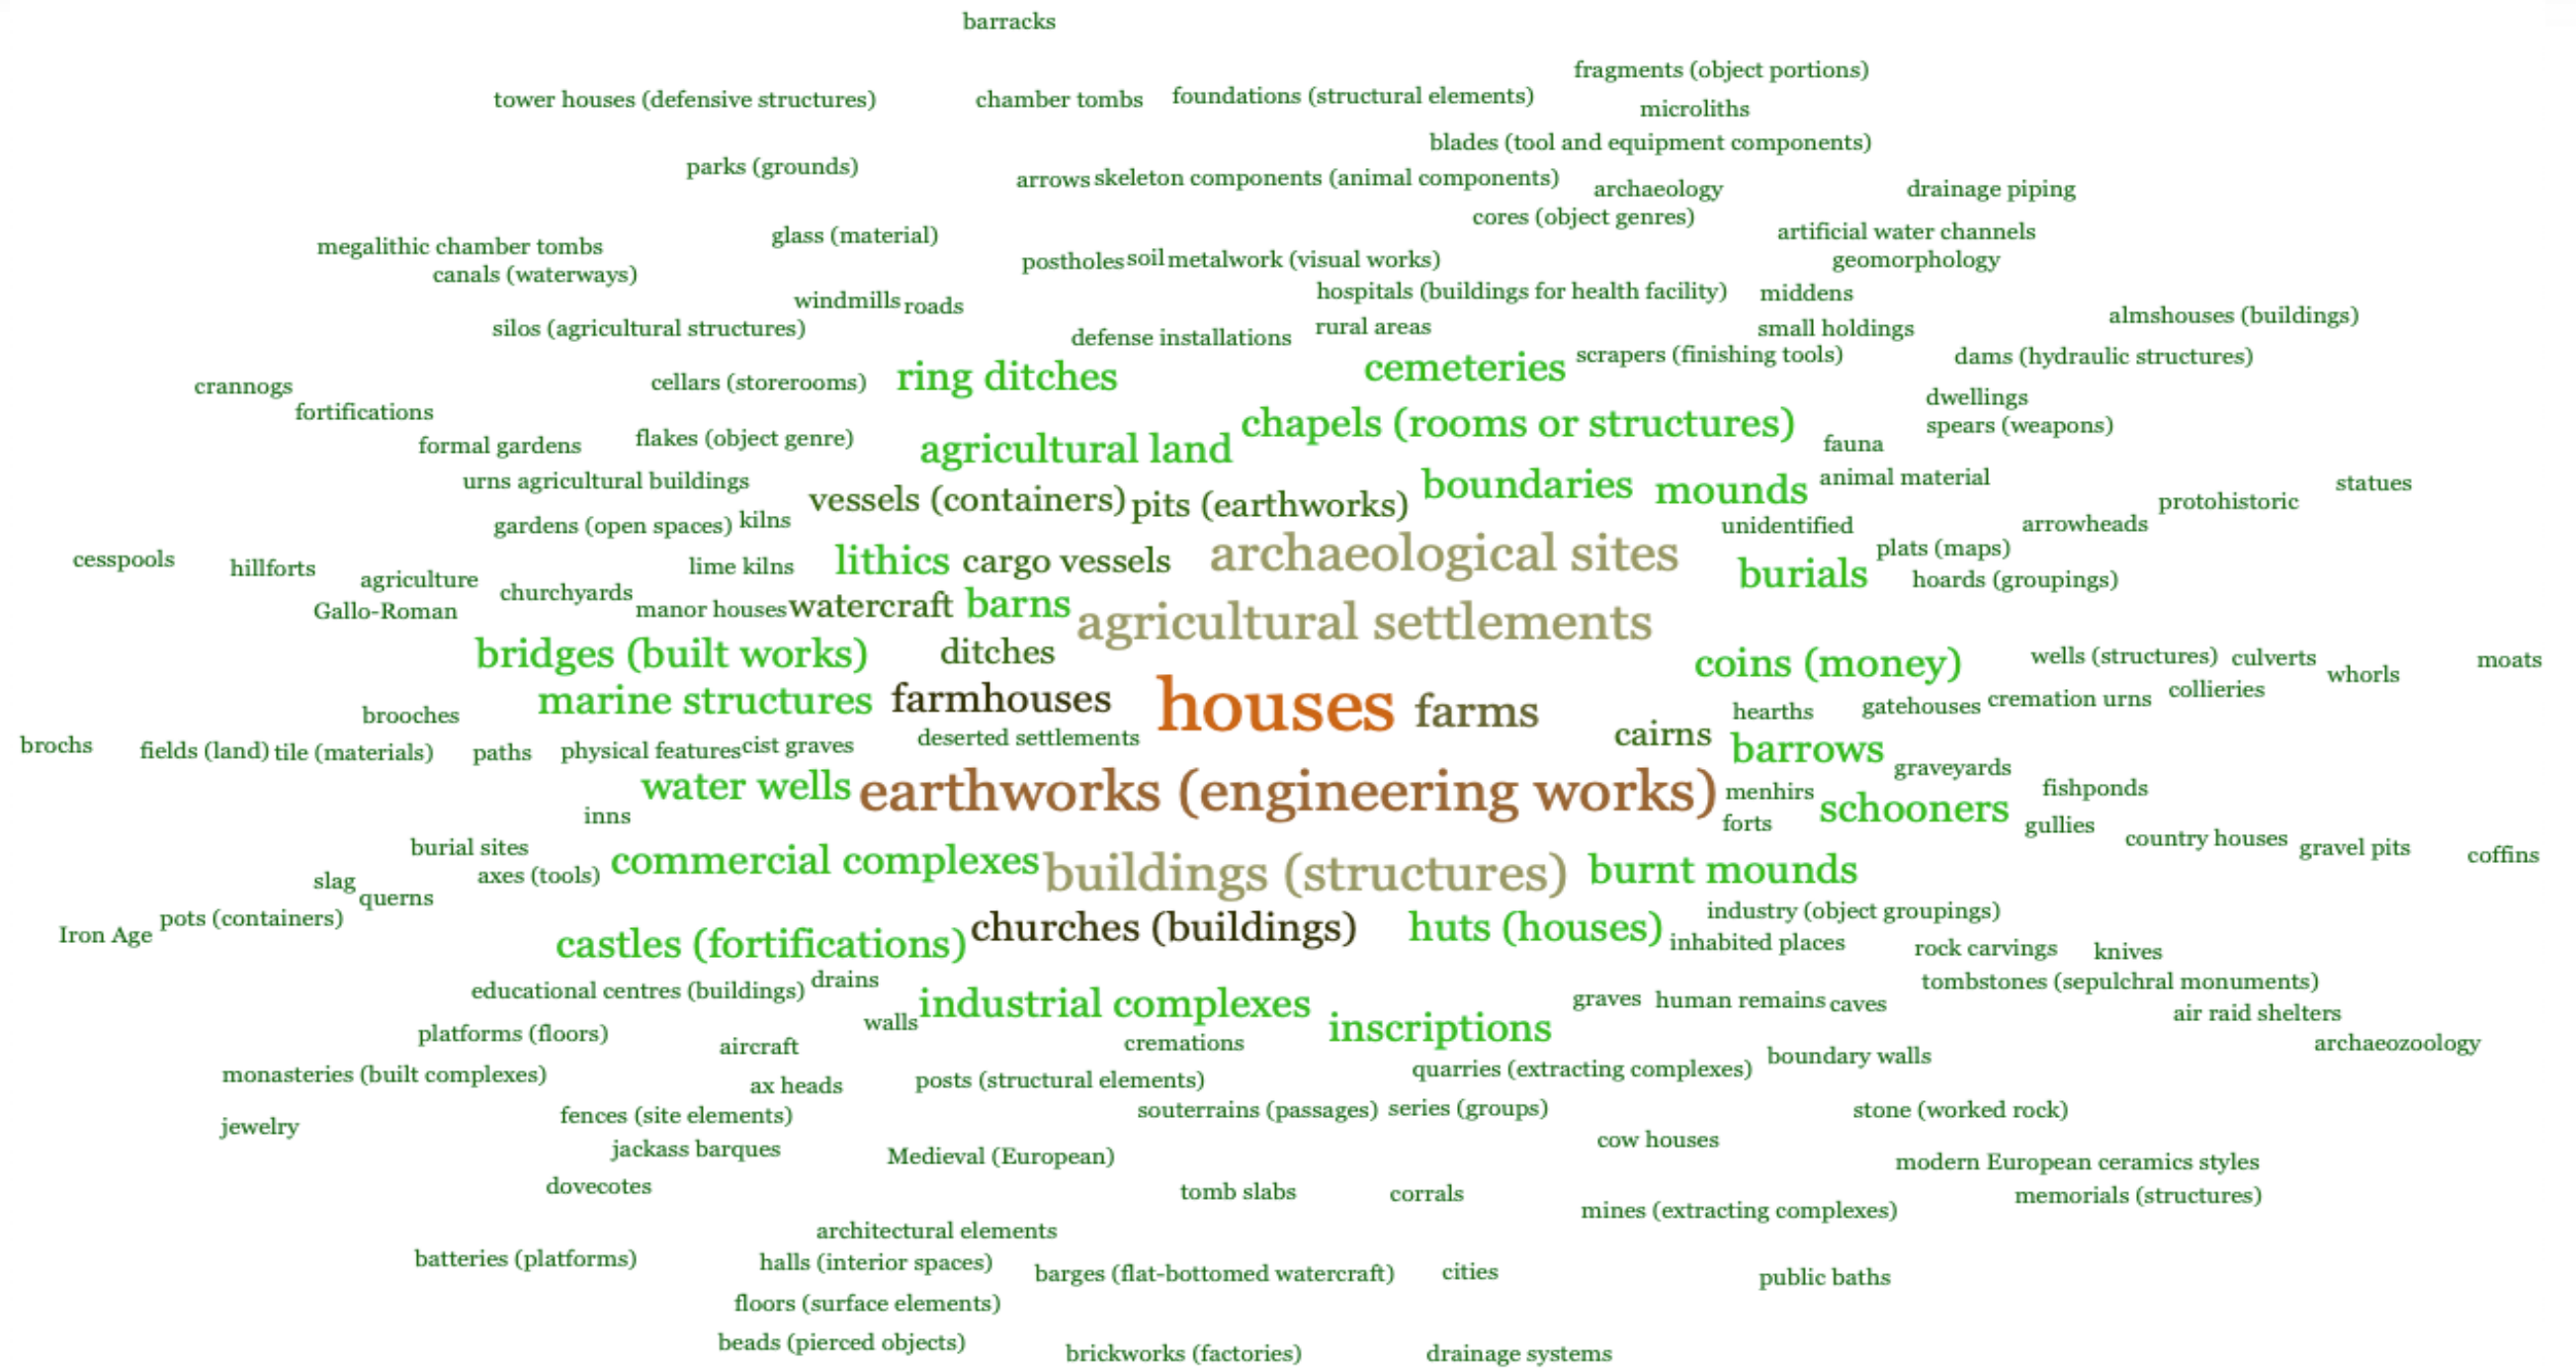 barracks
fragments (object portions)
tower houses (defensive structures)
chamber tombs
foundations (structural elements)
microliths
blades (tool and equipment components)
parks (grounds)
arrows
skeleton components (animal components)
archaeology
drainage piping
cores (object genres)
megalithic chamber tombs
glass (material)
artificial water channels
canals (waterways)
postholes
soil
metalwork (visual works)
geomorphology
windmills
roads
hospitals (buildings for health facility)
middens
silos (agricultural structures)
defense installations
rural areas
small holdings
almshouses (buildings)
crannogs
cellars (storerooms)
ring ditches
cemeteries
scrapers (finishing tools)
dams (hydraulic structures)
fortifications
dwellings
formal gardens
flakes (object genre)
agricultural land
chapels (rooms or structures)
fauna
spears (weapons)
urns
agricultural buildings
vessels (containers)
pits (earthworks)
boundaries
mounds
animal material
statues
protohistoric
gardens (open spaces)
kilns
unidentified
arrowheads
cesspools
hillforts
lime kilns
lithics
cargo vessels
archaeological sites
plats (maps)
agriculture
churchyards
burials
hoards (groupings)
Gallo-Roman
manor houses
watercraft
barns
agricultural settlements
bridges (built works)
ditches
coins (money)
wells (structures)
culverts
whorls
moats
marine structures
farmhouses
houses
farms
hearths
gatehouses
cremation urns
collieries
brooches
cairns
brochs
fields (land)
tile (materials)
paths
physical features
cist graves
deserted settlements
barrows
graveyards
water wells
earthworks (engineering works)
menhirs
schooners
fishponds
inns
forts
gullies
country houses
gravel pits
coffins
burial sites
commercial complexes
buildings (structures)
burnt mounds
slag
axes (tools)
querns
Iron Age
pots (containers)
castles (fortifications)
churches (buildings)
huts (houses)
industry (object groupings)
inhabited places
rock carvings
knives
educational centres (buildings)
drains
tombstones (sepulchral monuments)
walls
industrial complexes
inscriptions
graves
human remains
caves
air raid shelters
platforms (floors)
aircraft
cremations
archaeozoology
monasteries (built complexes)
ax heads
posts (structural elements)
quarries (extracting complexes)
boundary walls
jewelry
fences (site elements)
souterrains (passages)
series (groups)
stone (worked rock)
jackass barques
Medieval (European)
cow houses
modern European ceramics styles
dovecotes
tomb slabs
corrals
memorials (structures)
mines (extracting complexes)
architectural elements
batteries (platforms)
halls (interior spaces)
barges (flat-bottomed watercraft)
cities
public baths
floors (surface elements)
beads (pierced objects)
brickworks (factories)
drainage systems